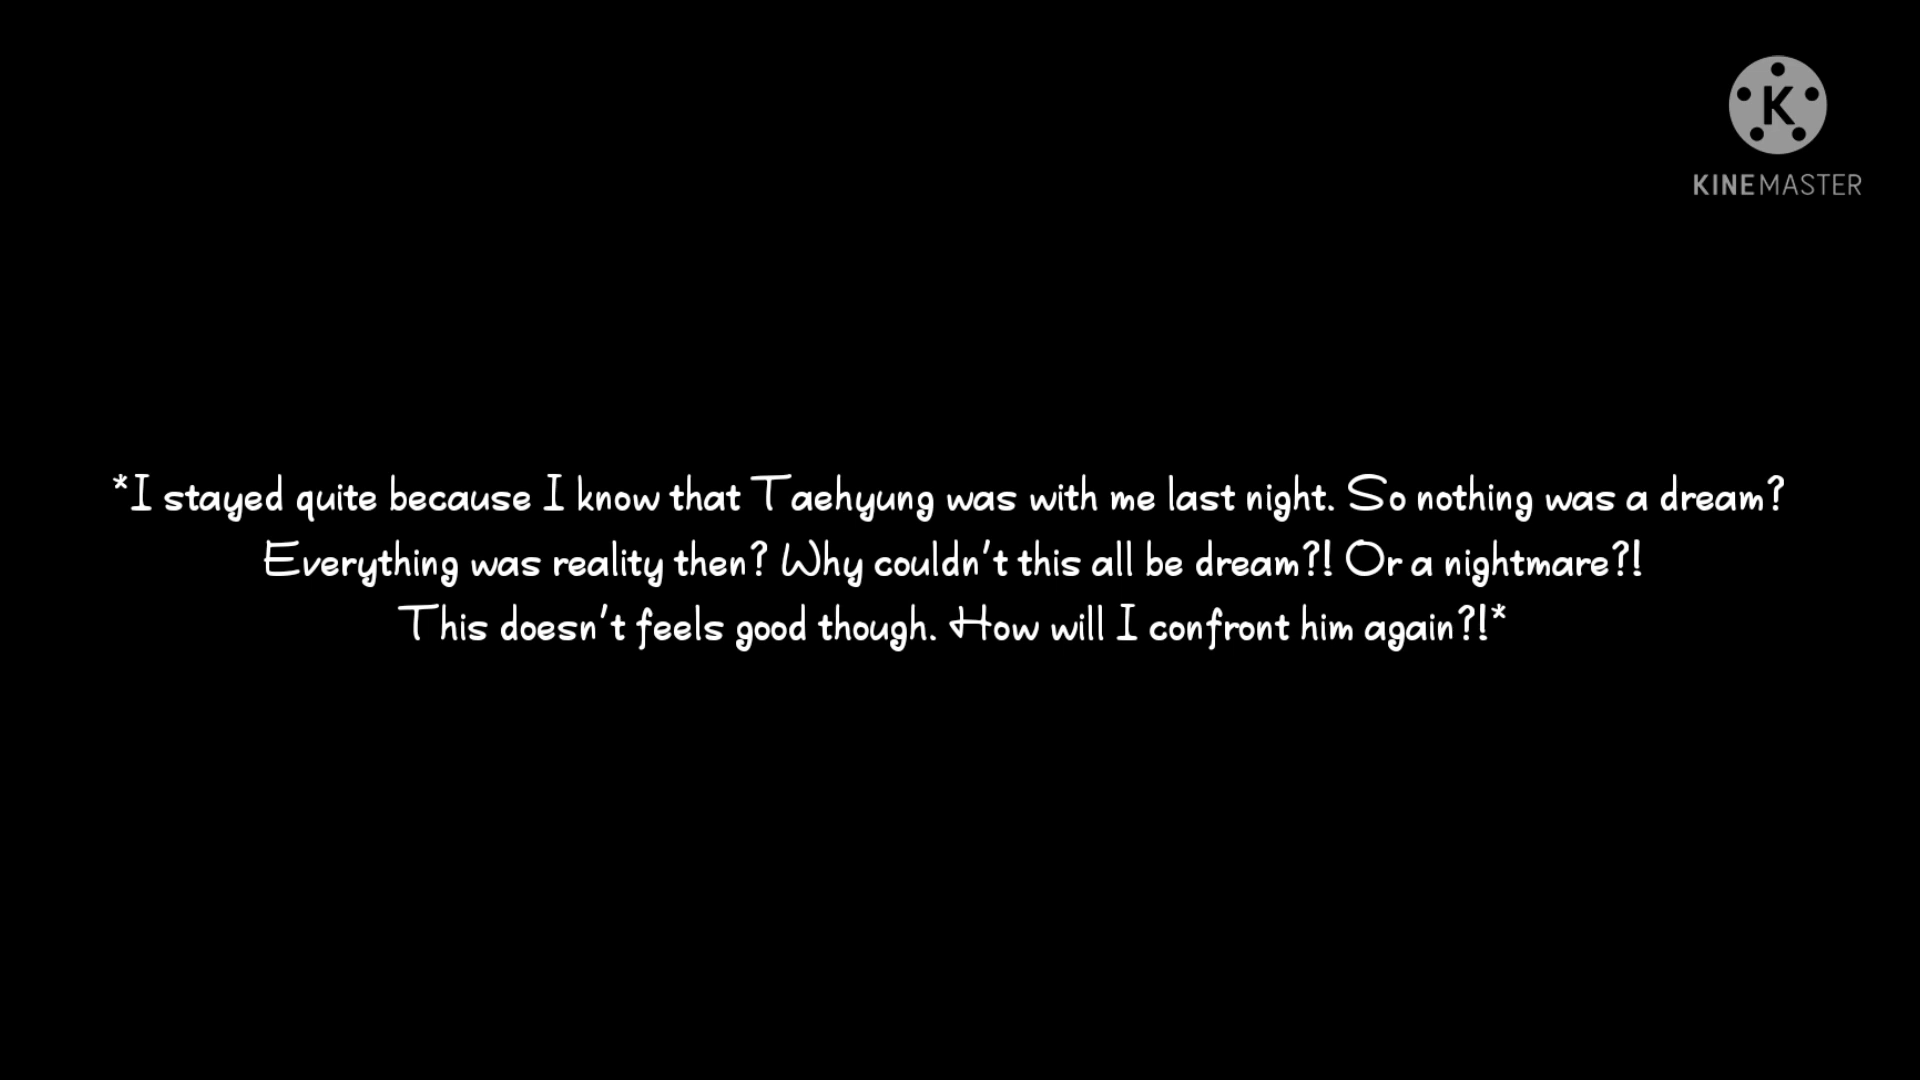 K
KINEMASTER
*I stayed quite because I know that Taehyung was with me last night. So nothing was a dream?
Everything was reality then? Why couldn't this all be dream?! Or a nightmare?!
This doesn't feels good though. How will I confront him again?!*